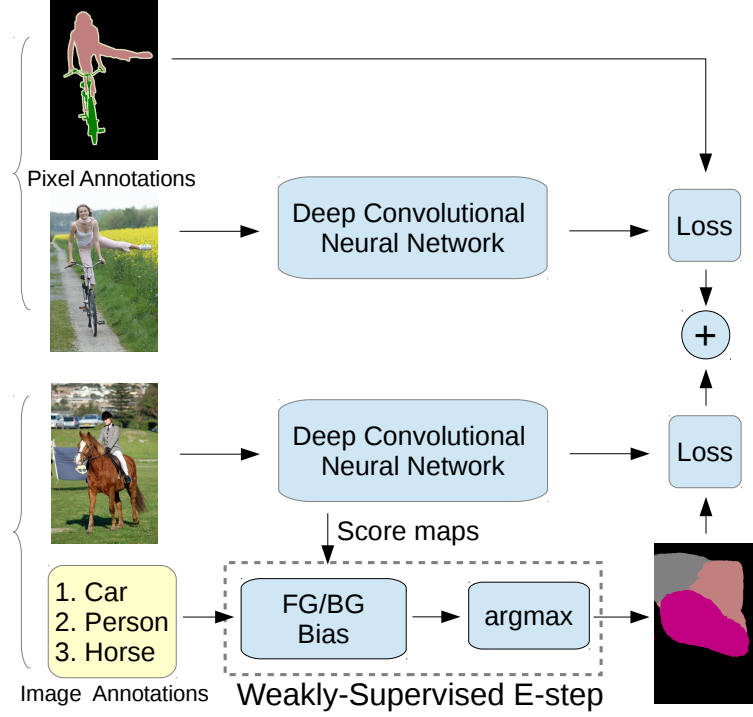 Pixel Annotations
Deep Convolutional
Neural Network
Loss
+
Deep Convolutional
Neural Network
Loss
Score maps
1. Car
2. Person
3. Horse
FG/BG
Bias
argmax
Image Annotations
Weakly-Supervised E-step